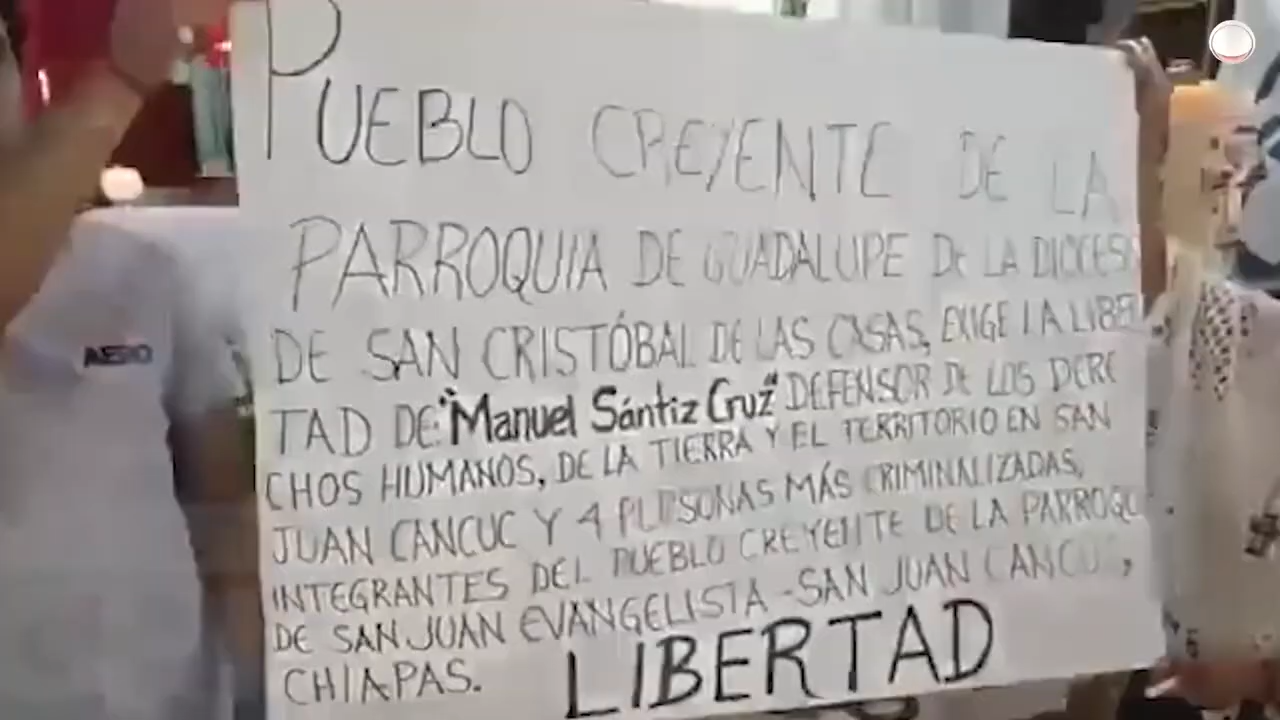 PUEBLO CREYENTE DE LA
PARROQUIA DE GUADALUPE DE LA DIOCESIS
DE SAN CRISTÓBAL DE LAS CASAS, EXIGE LA LIBER
TAD DE: "Manuel Sántiz Cruz" DEFENSOR DE LOS DERE
CHOS HUMANOS, DE LA TIERRA Y EL TERRITORIO EN SAN
JUAN CANCUC Y 4 PERSONAS MÁS CRIMINALIZADAS,
INTEGRANTES DEL PUEBLO CREYENTE DE LA PARROQUIA
DE SAN JUAN EVANGELISTA - SAN JUAN CANCUC,
CHIAPAS. LIBERTAD